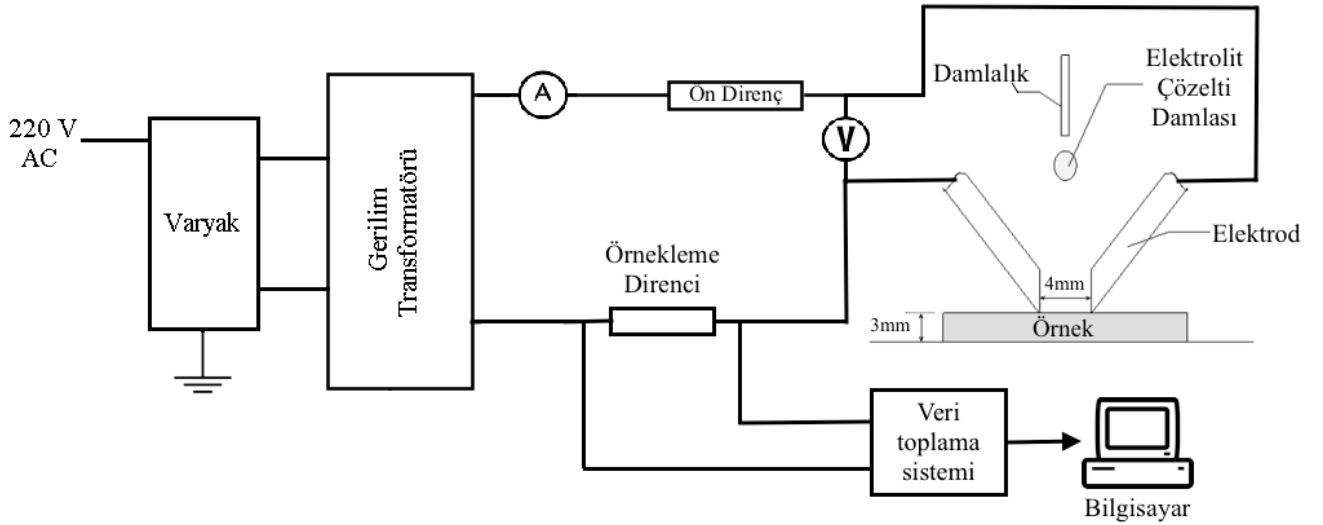 220 V
AC
Varyak
Gerilim
Transformatörü
A
Ön Direnç
V
Damlalık
Elektrolit
Çözelti
Damlası
Elektrod
4mm
3mm
Örnek
Örnekleme
Direnci
Veri
toplama
sistemi
Bilgisayar